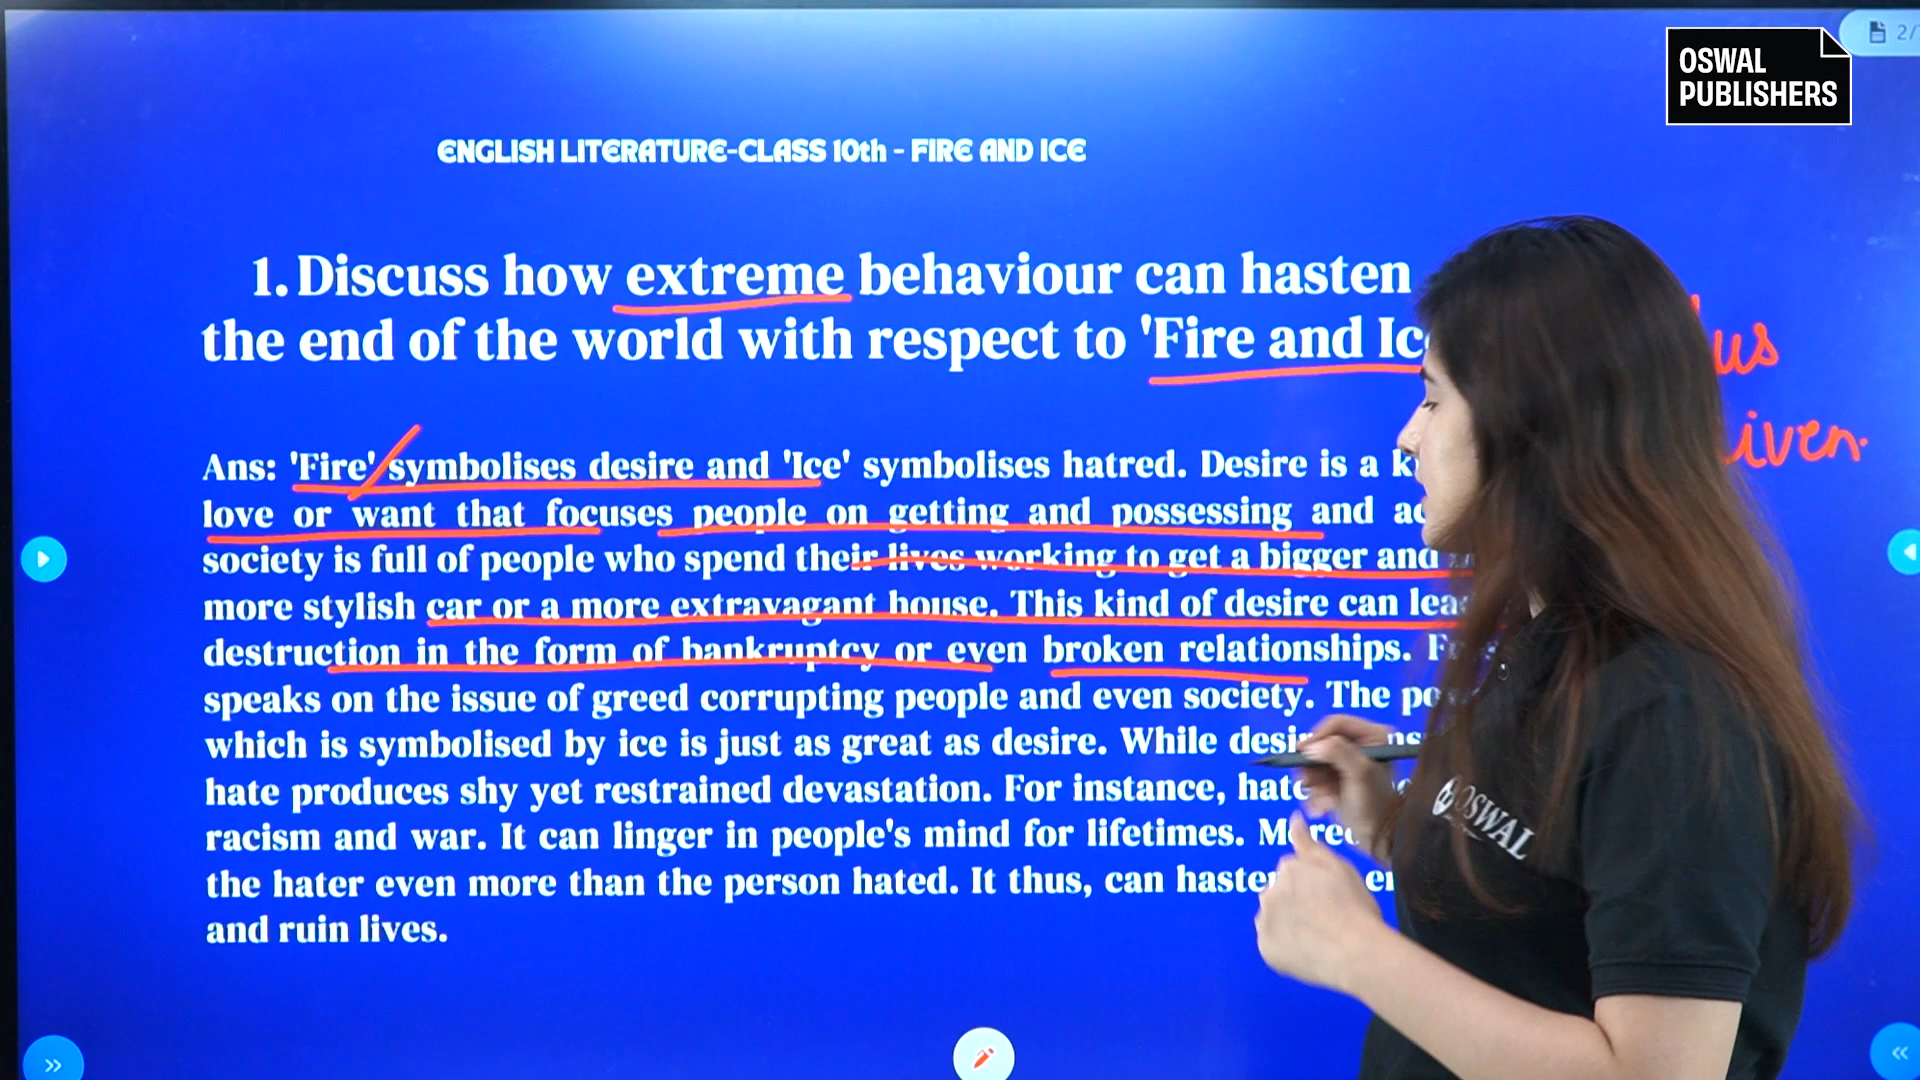 2/
OSWAL
PUBLISHERS
ENGLISH LITERATURE-CLASS 10th - FIRE AND ICE
1. Discuss how extreme behaviour can hasten
the end of the world with respect to 'Fire and Ice
Ans: 'Fire' symbolises desire and 'Ice' symbolises hatred. Desire is a
love or want that focuses people on getting and possessing and
society is full of people who spend their lives working to get a bigger and
more stylish car or a more extravagant house. This kind of desire can
destruction in the form of bankruptcy or even broken relationships.
speaks on the issue of greed corrupting people and even society. The
which is symbolised by ice is just as great as desire. While
hate produces shy yet restrained devastation. For instance,
racism and war. It can linger in people's mind for lifetimes.
the hater even more than the person hated. It thus, can
and ruin lives.
OSWAL